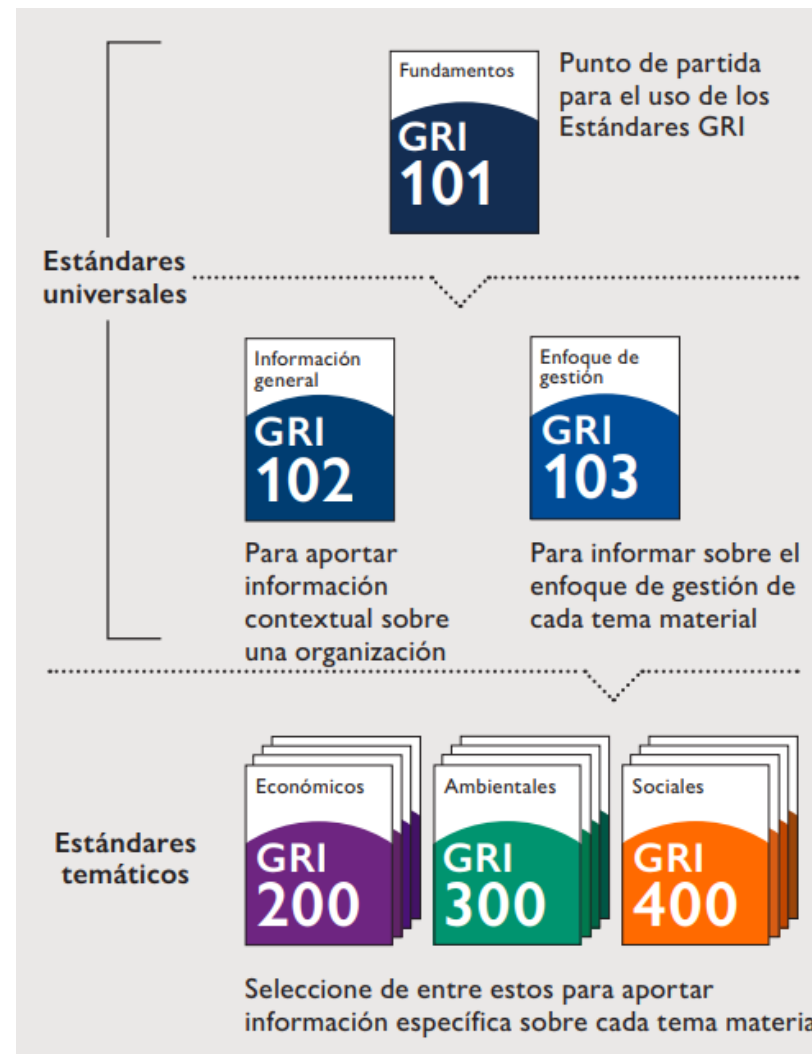 Fundamentos
GRI
101
Punto de partida
para el uso de los
Estándares GRI
Estándares
universales
Información
general
GRI
102
Enfoque de
gestión
GRI
103
Para aportar
información
contextual sobre
una organización
Para informar sobre el
enfoque de gestión de
cada tema material
Estándares
temáticos
Económicos
GRI
200
Ambientales
GRI
300
Sociales
GRI
400
Seleccione de entre estos para aportar
información específica sobre cada tema materia